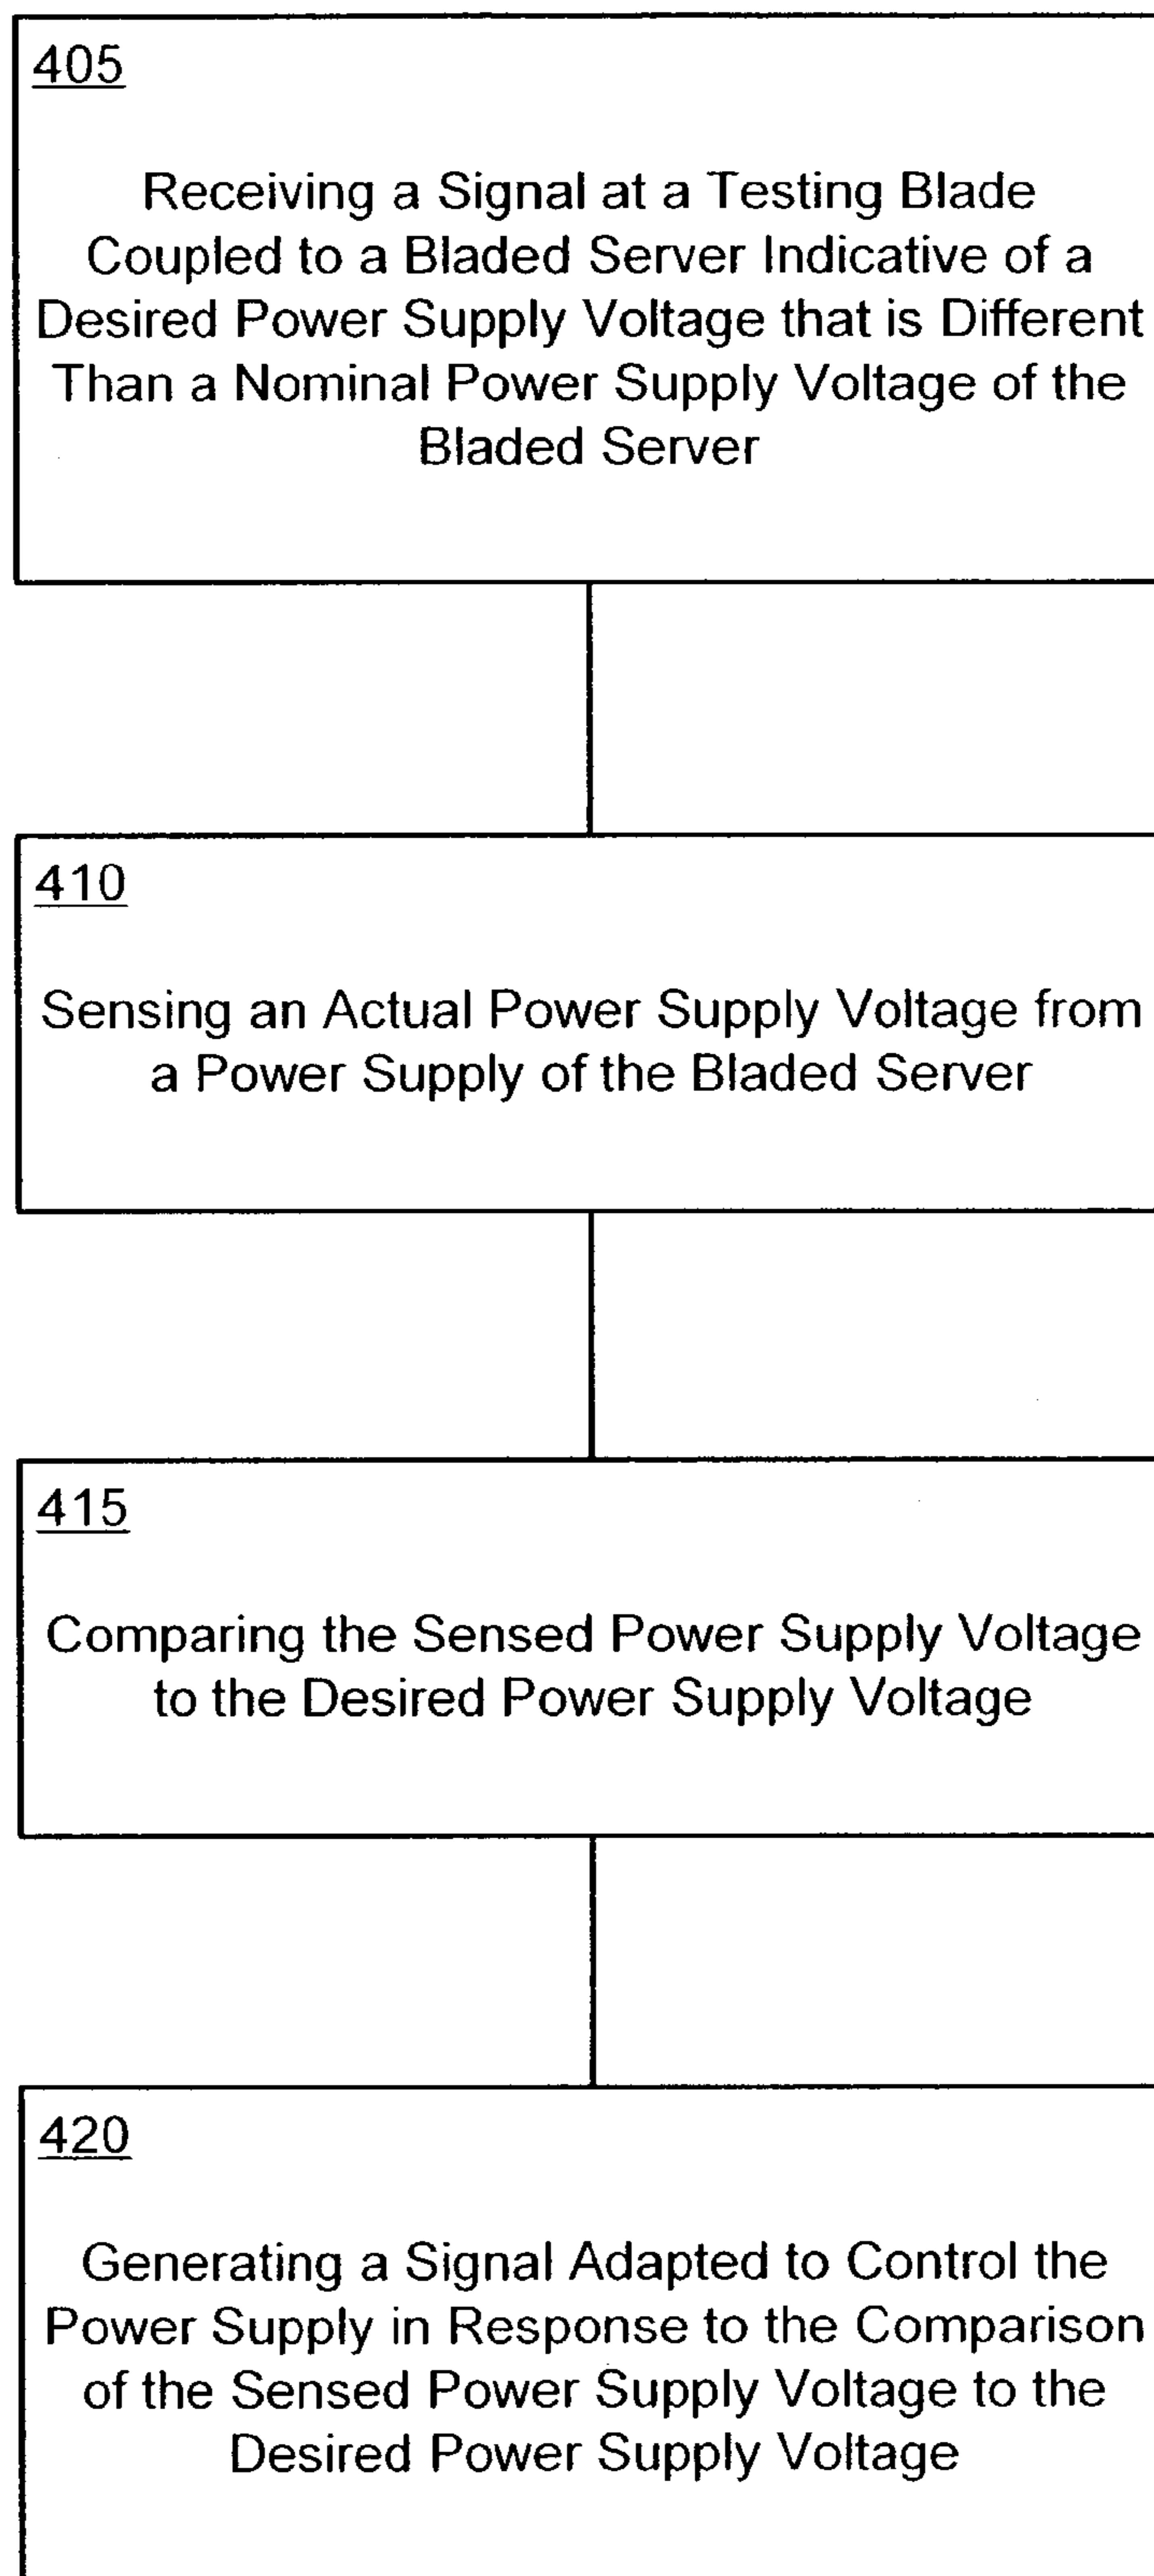 405
Receiving a Signal at a Testing Blade
Coupled to a Bladed Server Indicative of a
Desired Power Supply Voltage that is Different
Than a Nominal Power Supply Voltage of the
Bladed Server
410
Sensing an Actual Power Supply Voltage from
a Power Supply of the Bladed Server
415
Comparing the Sensed Power Supply Voltage
to the Desired Power Supply Voltage
420
Generating a Signal Adapted to Control the
Power Supply in Response to the Comparison
of the Sensed Power Supply Voltage to the
Desired Power Supply Voltage